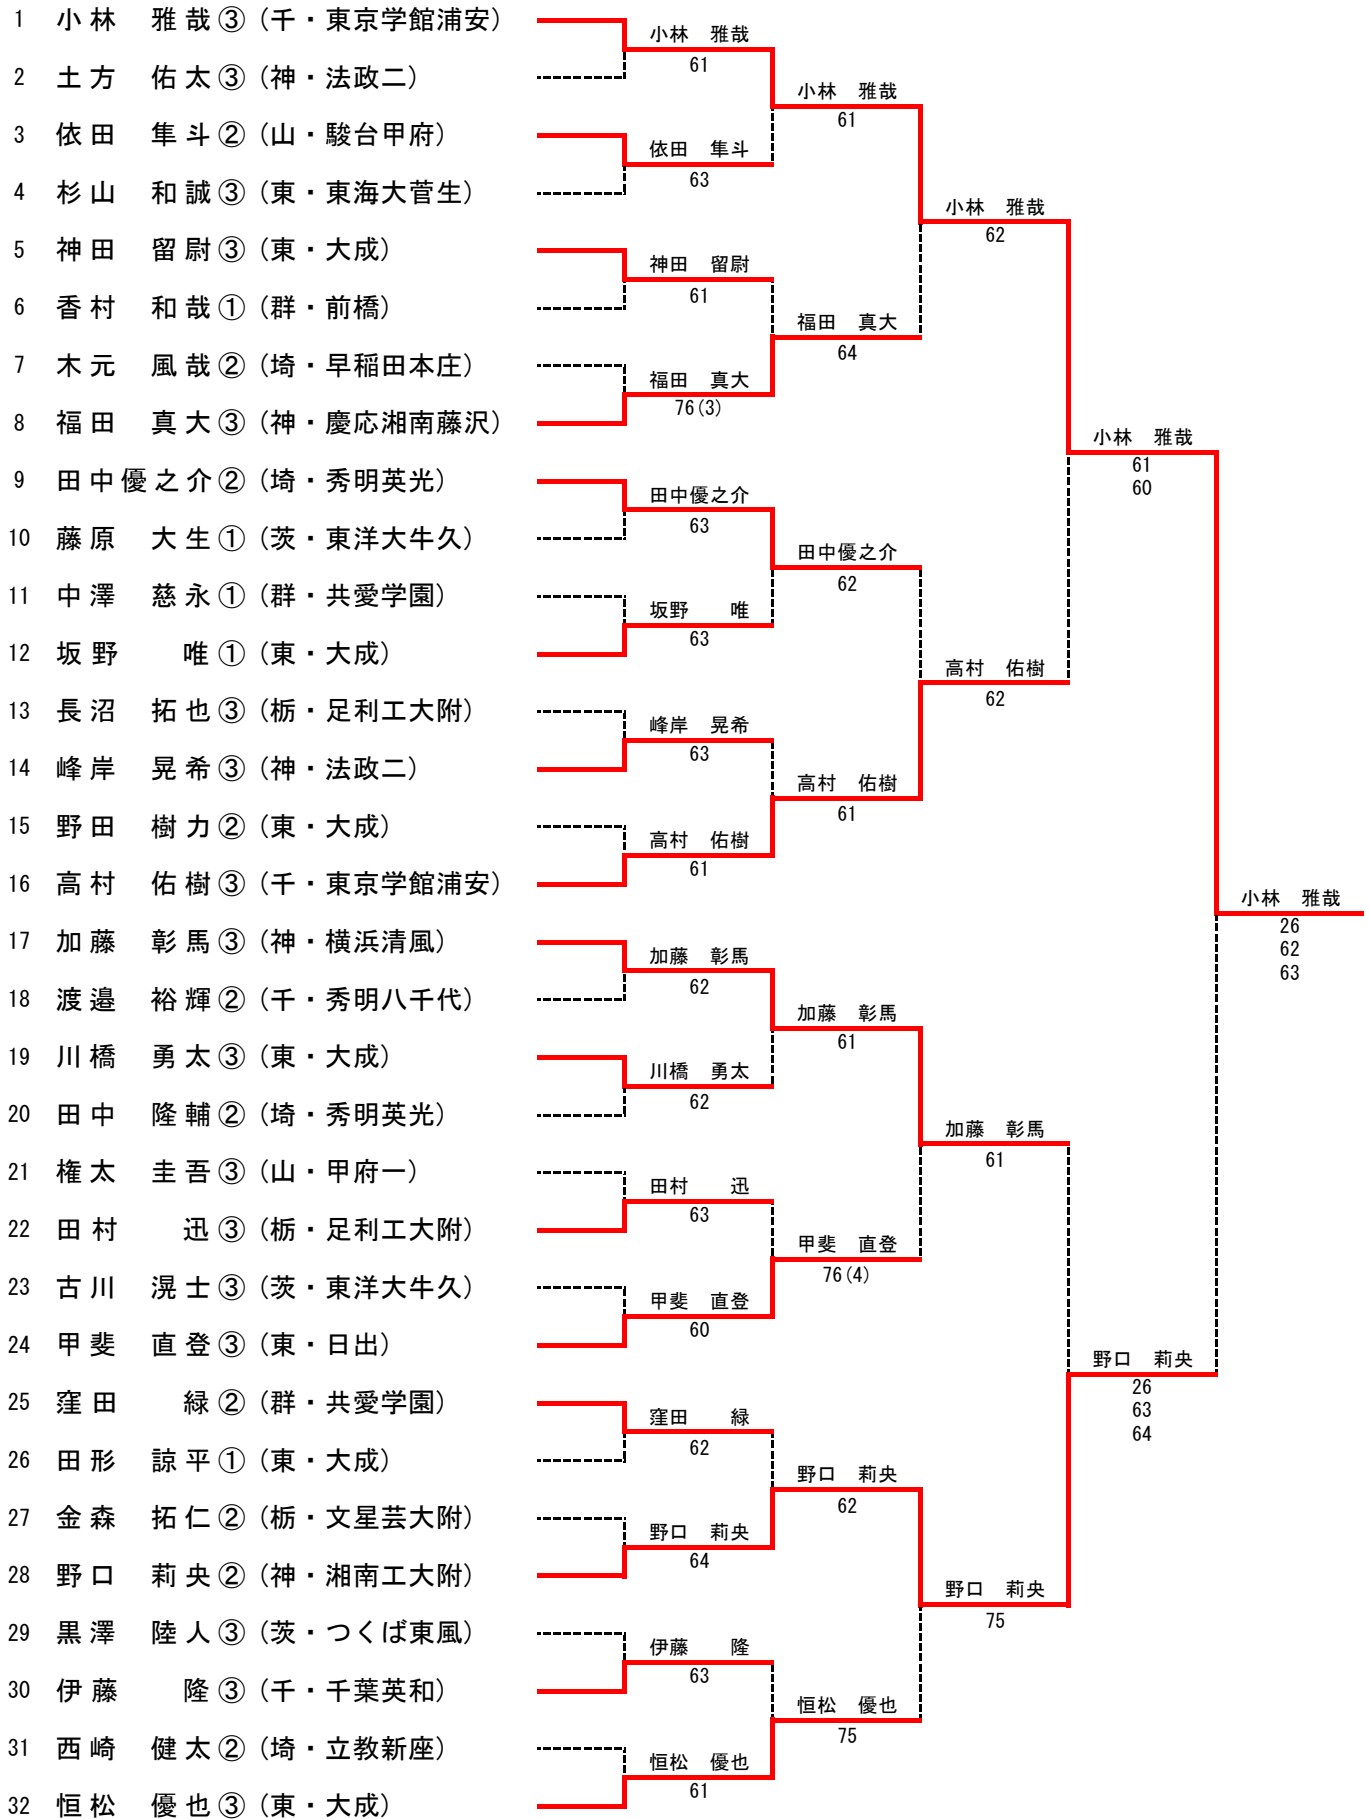 1 小林 雅哉③ (千・東京学館浦安)
2 土方 佑太③ (神・法政二)
3 依田 隼斗② (山・駿台甲府)
4 杉山 和誠③ (東・東海大菅生)
5 神田 留尉③ (東・大成)
6 香村 和哉① (群・前橋)
7 木元 風哉② (埼・早稲田本庄)
8 福田 真大③ (神・慶応湘南藤沢)
9 田中優之介② (埼・秀明英光)
10 藤原 大生① (茨・東洋大牛久)
11 中澤 慈永① (群・共愛学園)
12 坂野 唯① (東・大成)
13 長沼 拓也③ (栃・足利工大附)
14 峰岸 晃希③ (神・法政二)
15 野田 樹力② (東・大成)
16 高村 佑樹③ (千・東京学館浦安)
17 加藤 彰馬③ (神・横浜清風)
18 渡邉 裕輝② (千・秀明八千代)
19 川橋 勇太③ (東・大成)
20 田中 隆輔② (埼・秀明英光)
21 権太 圭吾③ (山・甲府一)
22 田村 迅③ (栃・足利工大附)
23 古川 滉士③ (茨・東洋大牛久)
24 甲斐 直登③ (東・日出)
25 窪田 緑② (群・共愛学園)
26 田形 諒平① (東・大成)
27 金森 拓仁② (栃・文星芸大附)
28 野口 莉央② (神・湘南工大附)
29 黒澤 陸人③ (茨・つくば東風)
30 伊藤 隆③ (千・千葉英和)
31 西崎 健太② (埼・立教新座)
32 恒松 優也③ (東・大成)
小林 雅哉
61
依田 隼斗
63
神田 留尉
61
福田 真大
76(3)
田中優之介
63
坂野 唯
63
峰岸 晃希
63
高村 佑樹
61
加藤 彰馬
62
川橋 勇太
62
田村 迅
63
甲斐 直登
60
窪田 緑
62
野口 莉央
64
伊藤 隆
63
恒松 優也
61
小林 雅哉
61
福田 真大
64
田中優之介
62
高村 佑樹
61
加藤 彰馬
61
甲斐 直登
76(4)
野口 莉央
62
恒松 優也
75
小林 雅哉
62
高村 佑樹
62
加藤 彰馬
61
野口 莉央
75
小林 雅哉
61
60
野口 莉央
26
63
64
小林 雅哉
26
62
63